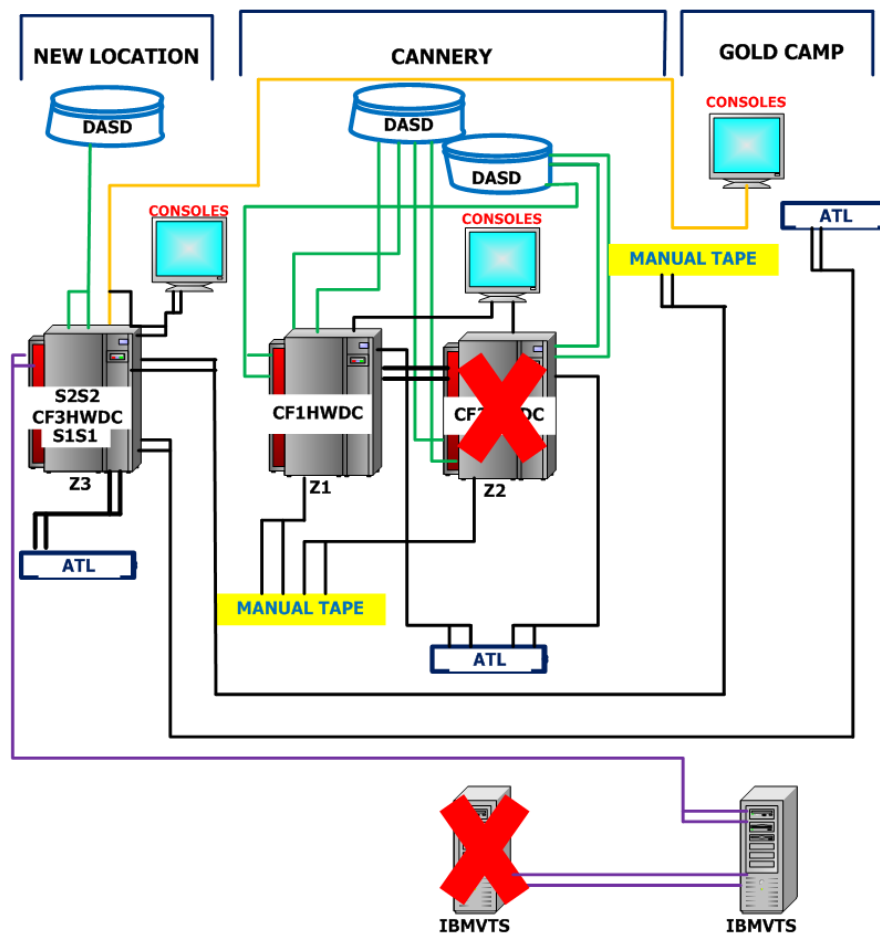 NEW LOCATION
CANNERY
GOLD CAMP
DASD
DASD
DASD
CONSOLES
CONSOLES
CONSOLES
ATL
MANUAL TAPE
S2S2
CF3HWDC
S1S1
CF1HWDC
Z3
Z1
Z2
ATL
MANUAL TAPE
ATL
IBMVTS
IBMVTS